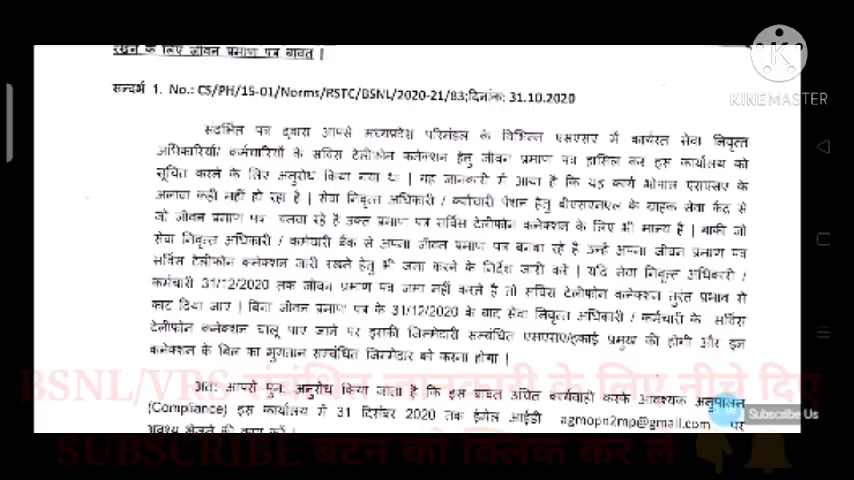 रखने के लिए जीवन प्रमाण पत्र बावत |
KINEMASTER
सन्दर्भ 1. No.: CS/PH/15-01/Norms/RSTC/BSNL/2020-21/83;दिनांक: 31.10.2020
संदर्भित पत्र द्वारा आपसे मध्यप्रदेश परिमंडल के विभिन्न एसएसए में कार्यरत सेवा निवृत्त
अधिकारियों/ कर्मचारियों के सर्विस टेलीफोन कनेक्शन हेतु जीवन प्रमाण पत्र हासिल कर इस कार्यालय को
सूचित करने के लिए अनुरोध किया गया था | यह जानकारी में आया है कि यह कार्य भोपाल एसएसए के
अलावा कही नहीं हो रहा है | सेवा निवृत्त अधिकारी / कर्मचारी पेंशन हेतु बीएसएनएल के ग्राहक सेवा केंद्र से
जो जीवन प्रमाण पत्र बनवा रहे है उक्त प्रमाण पत्र सर्विस टेलीफोन कनेक्शन के लिए भी मान्य है | बाकी जो
सेवा निवृत्त अधिकारी / कर्मचारी बैंक से अपना जीवन प्रमाण पत्र बनवा रहे है उन्हें अपना जीवन प्रमाण पत्र
सर्विस टेलीफोन कनेक्शन जारी रखने हेतु भी जमा करने के निर्देश जारी करे | यदि सेवा निवृत्त अधिकारी /
कर्मचारी 31/12/2020 तक जीवन प्रमाण पत्र जमा नहीं करते है तो सर्विस टेलीफोन कनेक्शन तुरंत प्रभाव से
काट दिया जाए | बिना जीवन प्रमाण पत्र के 31/12/2020 के बाद सेवा निवृत्त अधिकारी / कर्मचारी के सर्विस
टेलीफोन कनेक्शन चालू पाए जाने पर इसकी जिम्मेदारी सम्बंधित एसएसए/इकाई प्रमुख की होगी और इन
कनेक्शन के बिल का भुगतान सम्बंधित जिम्मेदार को करना होगा |
BSNL/VRS संबंधित जानकारी के लिए नीचे दिए
अतः आपसे पुनः अनुरोध किया जाता है कि इस बावत उचित कार्यवाही करके आवश्यक अनुपालन
(Compliance) इस कार्यालय में 31 दिसंबर 2020 तक ईमेल आईडी agmopn2mp@gmail.com पर
Subscribe Us
अवश्य भेजने की कृपा करें |
SUBSCRIBE बटन को क्लिक कर लें